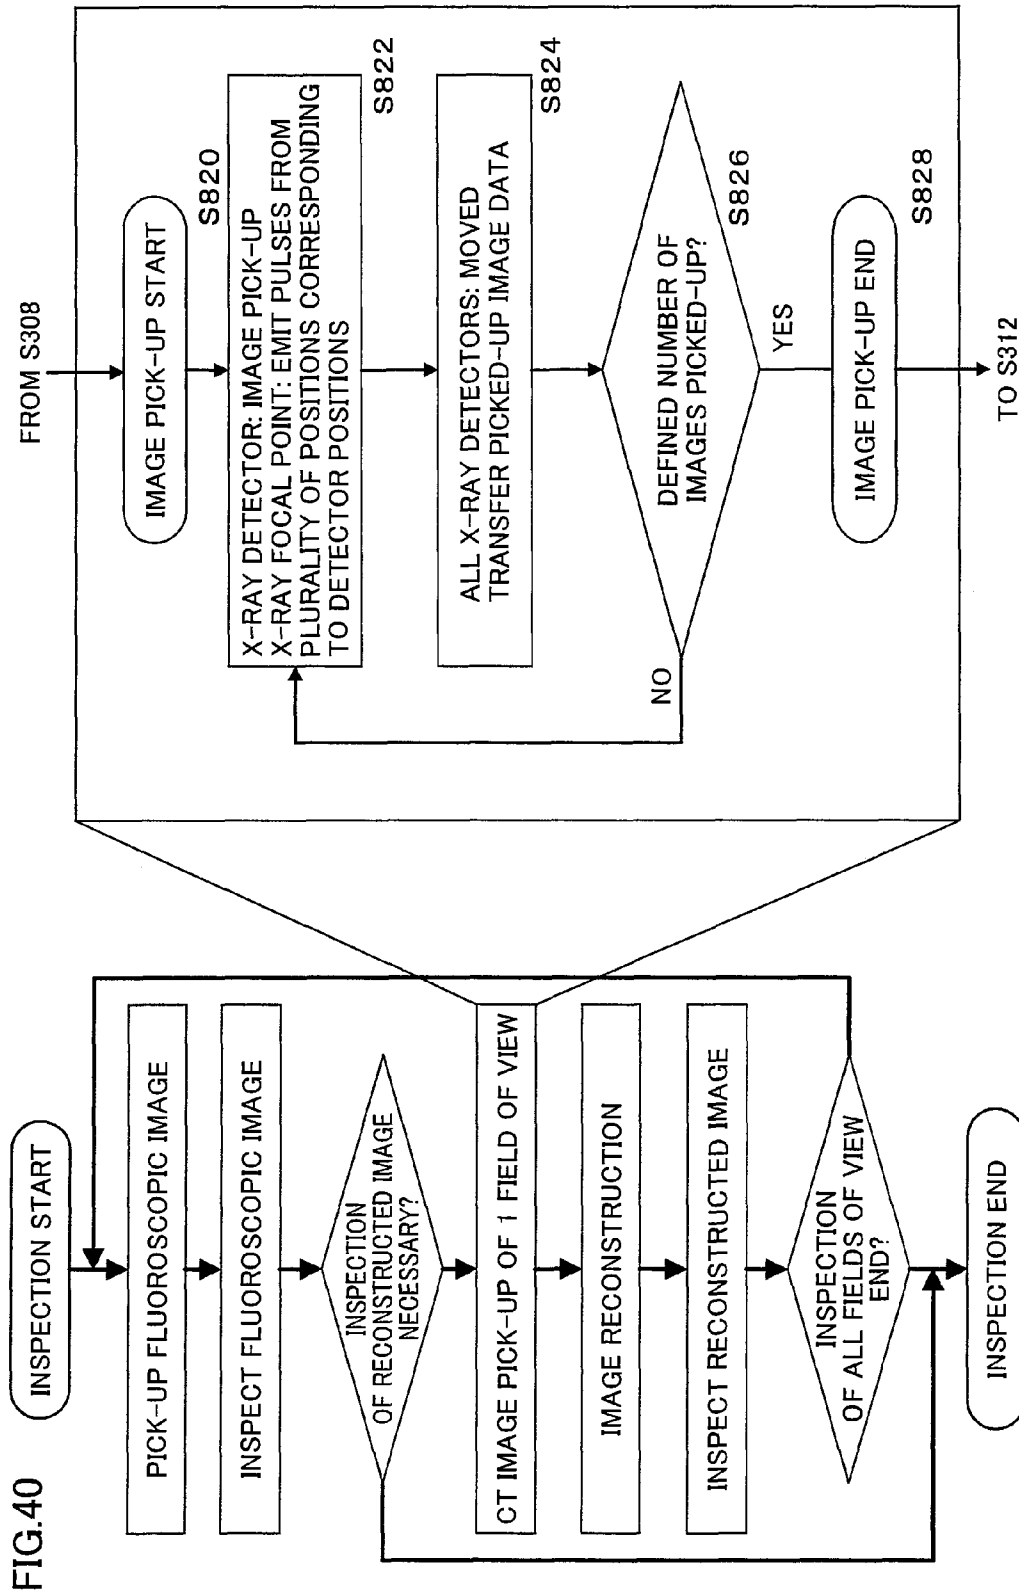 FIG.40
INSPECTION START
PICK-UP FLUOROSCOPIC IMAGE
INSPECT FLUOROSCOPIC IMAGE
INSPECTION
OF RECONSTRUCTED IMAGE
NECESSARY?
CT IMAGE PICK-UP OF 1 FIELD OF VIEW
IMAGE RECONSTRUCTION
INSPECT RECONSTRUCTED IMAGE
INSPECTION
OF ALL FIELDS OF VIEW
END?
INSPECTION END
FROM S308
IMAGE PICK-UP START
S820
X-RAY DETECTOR: IMAGE PICK-UP
X-RAY FOCAL POINT: EMIT PULSES FROM
PLURALITY OF POSITIONS CORRESPONDING
TO DETECTOR POSITIONS
S822
ALL X-RAY DETECTORS: MOVED
TRANSFER PICKED-UP IMAGE DATA
S824
DEFINED NUMBER OF
IMAGES PICKED-UP?
S826
NO
YES
IMAGE PICK-UP END
S828
TO S312